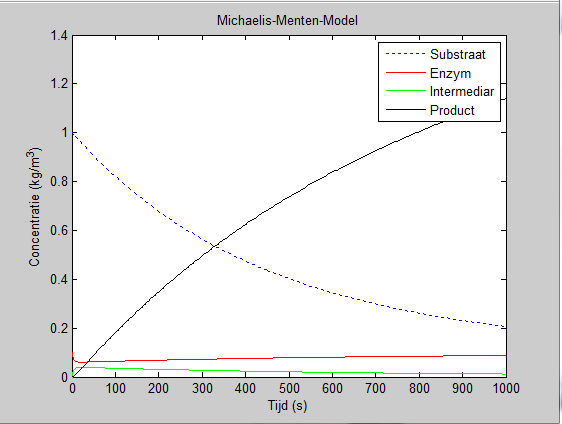 Michaelis-Menten-Model
1.4
1.2
1
0.8
0.6
0.4
0.2
0
Concentratie (kg/m³)
Substraat
Enzym
Intermediar
Product
0 100 200 300 400 500 600 700 800 900 1000
Tijd (s)